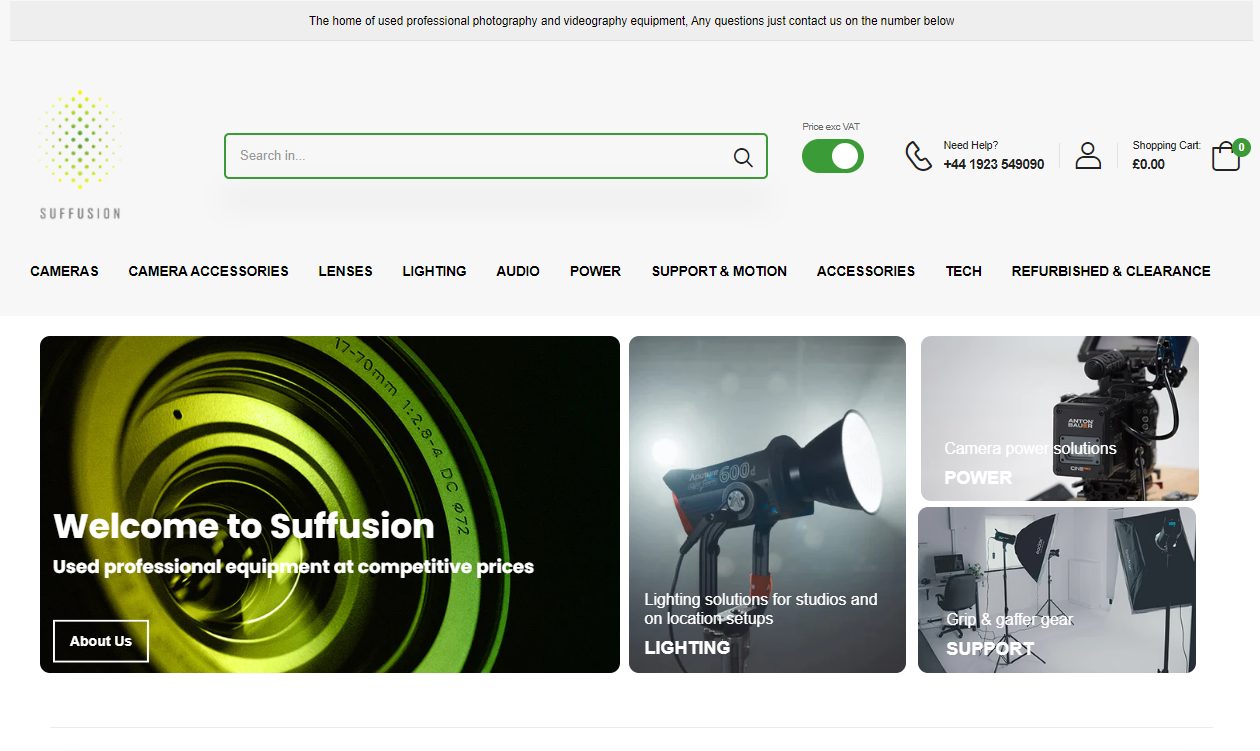 The home of used professional photography and videography equipment, Any questions just contact us on the number below
SUFFUSION
Search in...
Price exc VAT
Need Help?
+44 1923 549090
Shopping Cart:
£0.00
0
CAMERAS
CAMERA ACCESSORIES
LENSES
LIGHTING
AUDIO
POWER
SUPPORT & MOTION
ACCESSORIES
TECH
REFURBISHED & CLEARANCE
17-70mm 1:2.8-4 DC Φ72
Welcome to Suffusion
Used professional equipment at competitive prices
About Us
600d
Lighting solutions for studios and
on location setups
LIGHTING
ANTON
BAUER
CINE
Camera power solutions
POWER
Grip & gaffer gear
SUPPORT